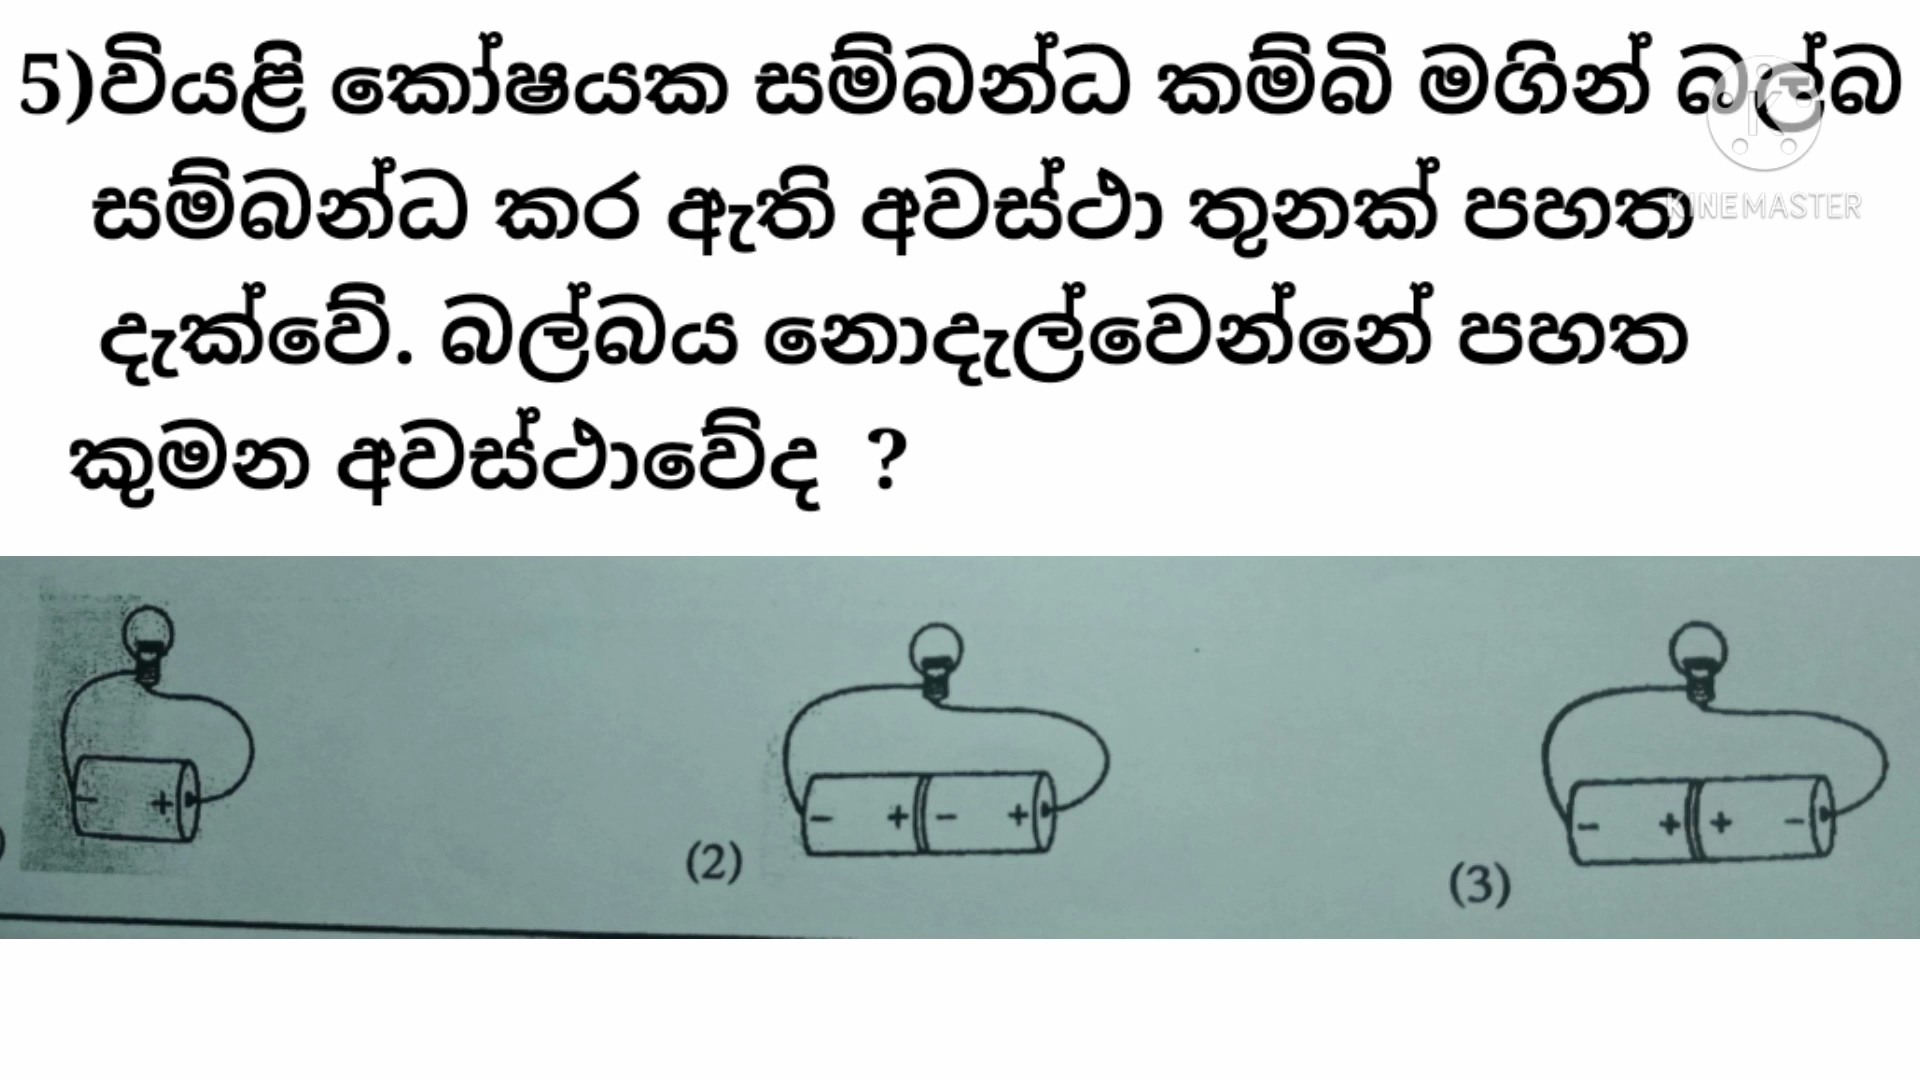 5)වියළි කෝෂයක සම්බන්ධ කම්බි මගින් බල්බ
සම්බන්ධ කර ඇති අවස්ථා තුනක් පහත
දැක්වේ. බල්බය නොදැල්වෙන්නේ පහත
කුමන අවස්ථාවේද ?
KINEMASTER
- +
- + - +
- + + -
)
(2)
(3)